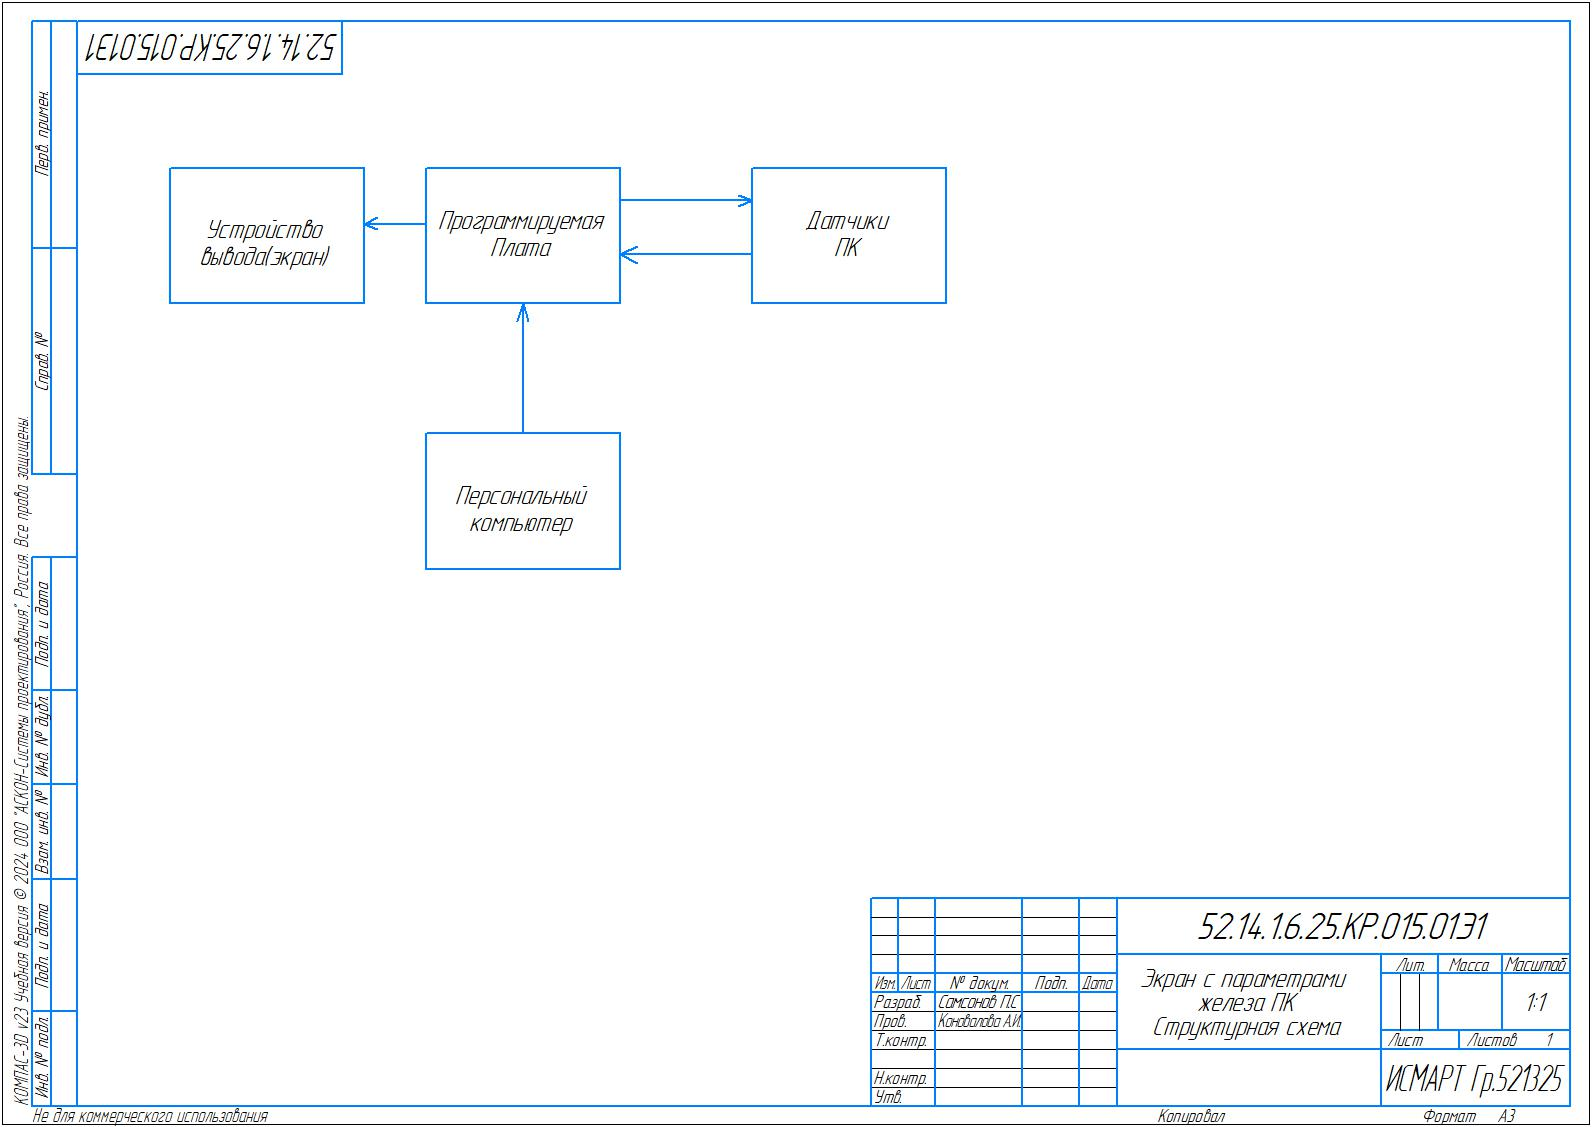 52.14.1.6.25.КР.015.01Э1
Перв. примен.
Справ. №
Подп. и дата
Инв. № дубл.
Взам. инв. №
Подп. и дата
Инв. № подл.
КОМПАС-3D v23 Учебная версия © 2024 ООО "АСКОН-Системы проектирования", Россия. Все права защищены.
Устройство
вывода(экран)
Программируемая
Плата
Датчики
ПК
Персональный
компьютер
52.14.1.6.25.КР.015.01Э1
Изм. Лист № докум. Подп. Дата
Разраб. Самсонов П.С
Пров. Коновалова А.И.
Т.контр.
Н.контр.
Утв.
Экран с параметрами
железа ПК
Структурная схема
Лит. Масса Масштаб
1:1
Лист Листов 1
ИСМАРТ Гр.521325
Не для коммерческого использования
Копировал
Формат А3